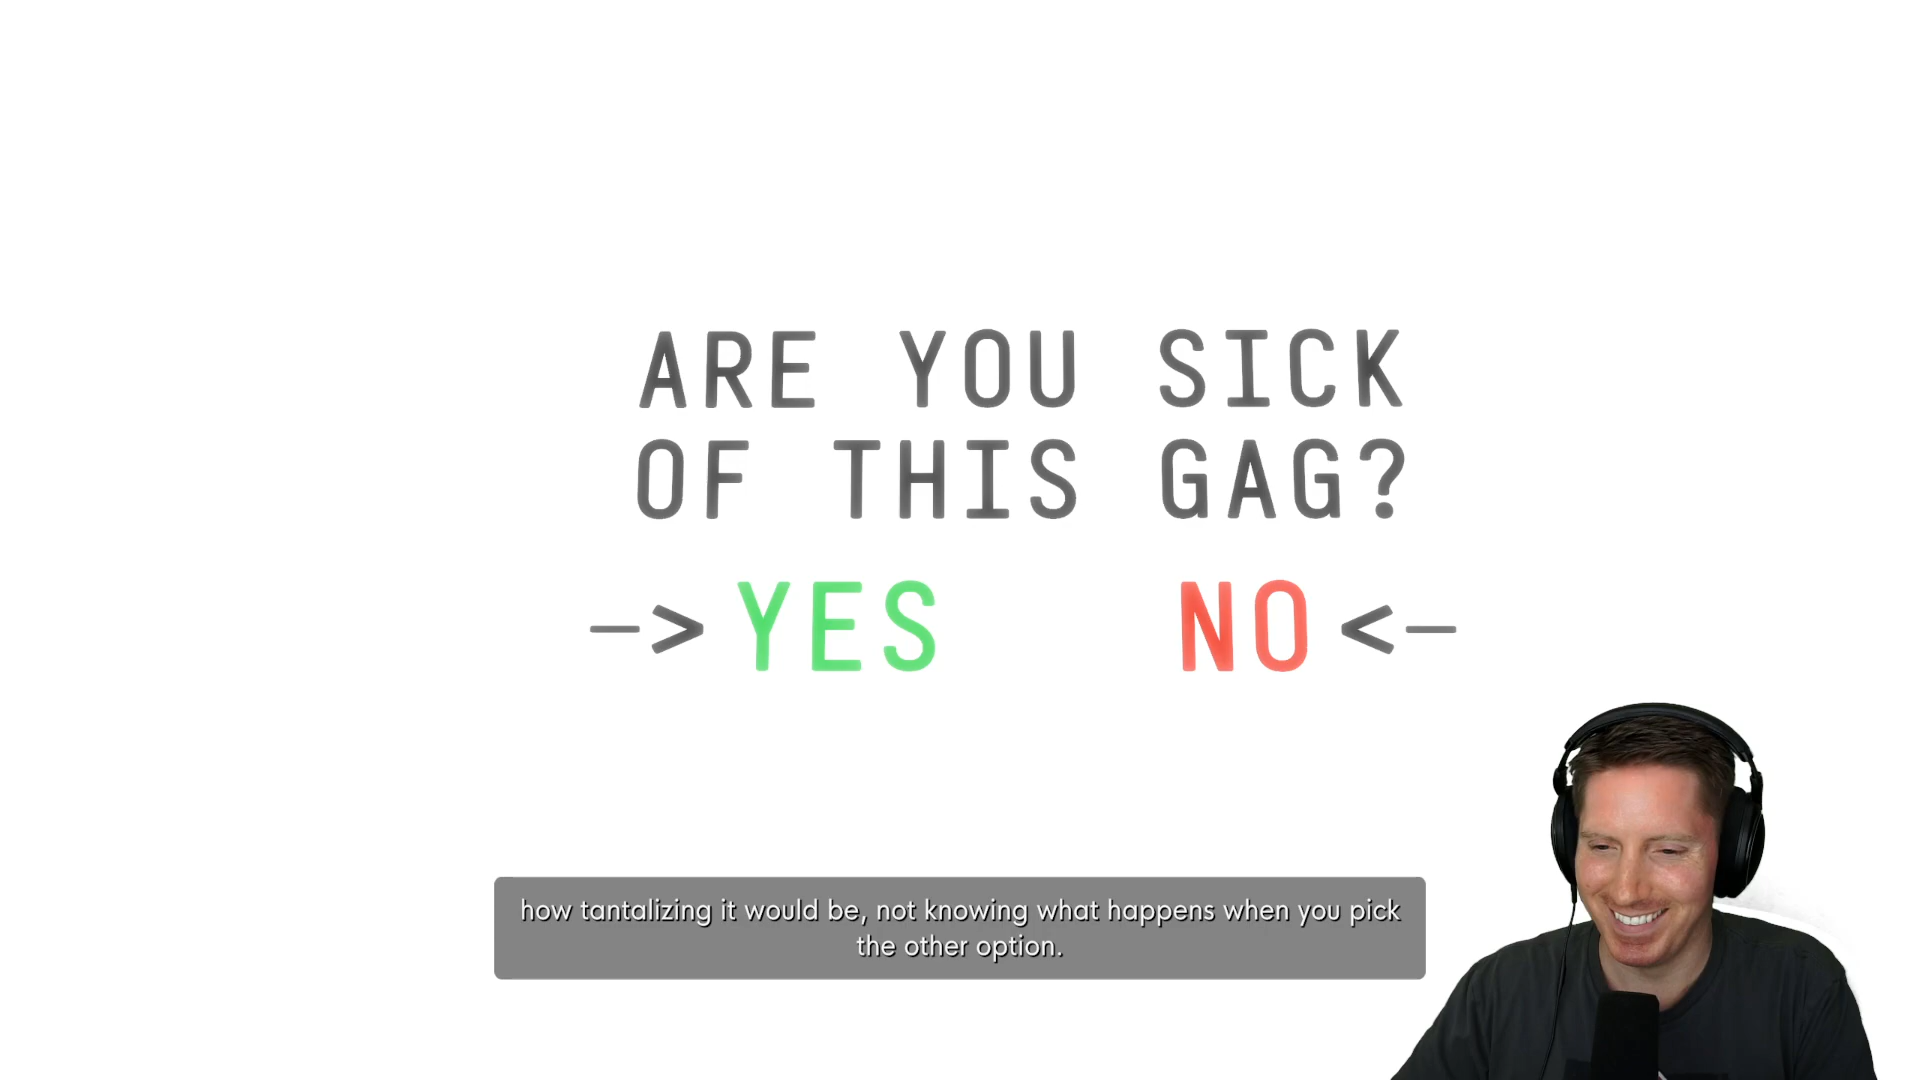 ARE YOU SICK
OF THIS GAG?
—> YES NO <—
how tantalizing it would be, not knowing what happens when you pick
the other option.